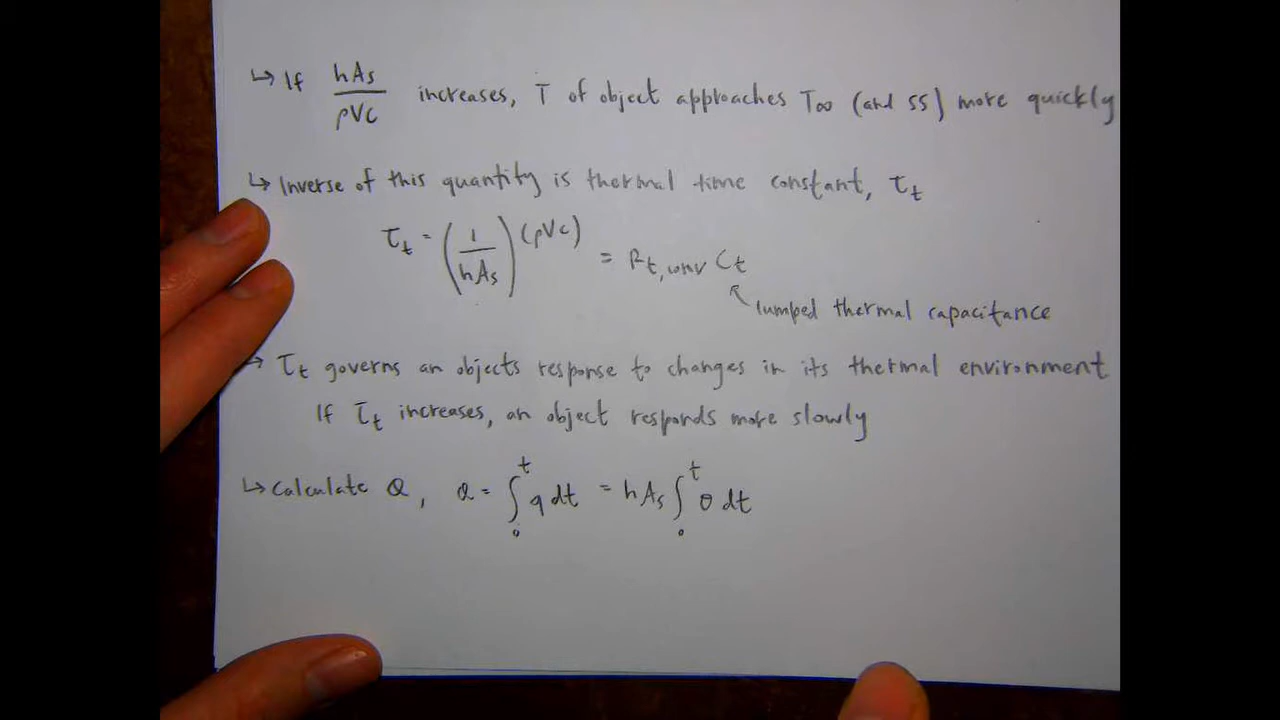 ↳ If hAs/ρVc increases, T of object approaches T∞ (and ss) more quickly
↳ Inverse of this quantity is thermal time constant, τt
τt = (1/hAs)(ρVc) = Rt,conv Ct
lumped thermal capacitance
→ τt governs an objects response to changes in its thermal environment
If τt increases, an object responds more slowly
↳ Calculate Q, Q = ∫₀ᵗ q dt = hAs ∫₀ᵗ θ dt